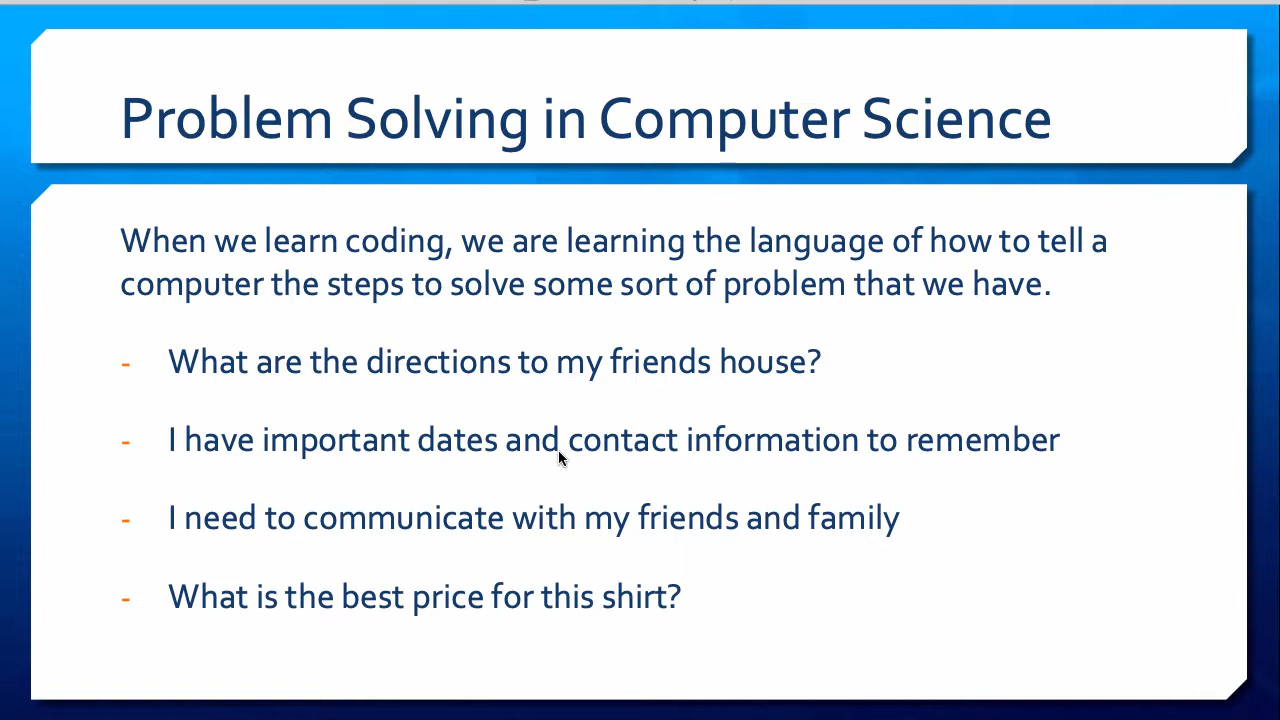 Problem Solving in Computer Science
When we learn coding, we are learning the language of how to tell a
computer the steps to solve some sort of problem that we have.
- What are the directions to my friends house?
- I have important dates and contact information to remember
- I need to communicate with my friends and family
- What is the best price for this shirt?